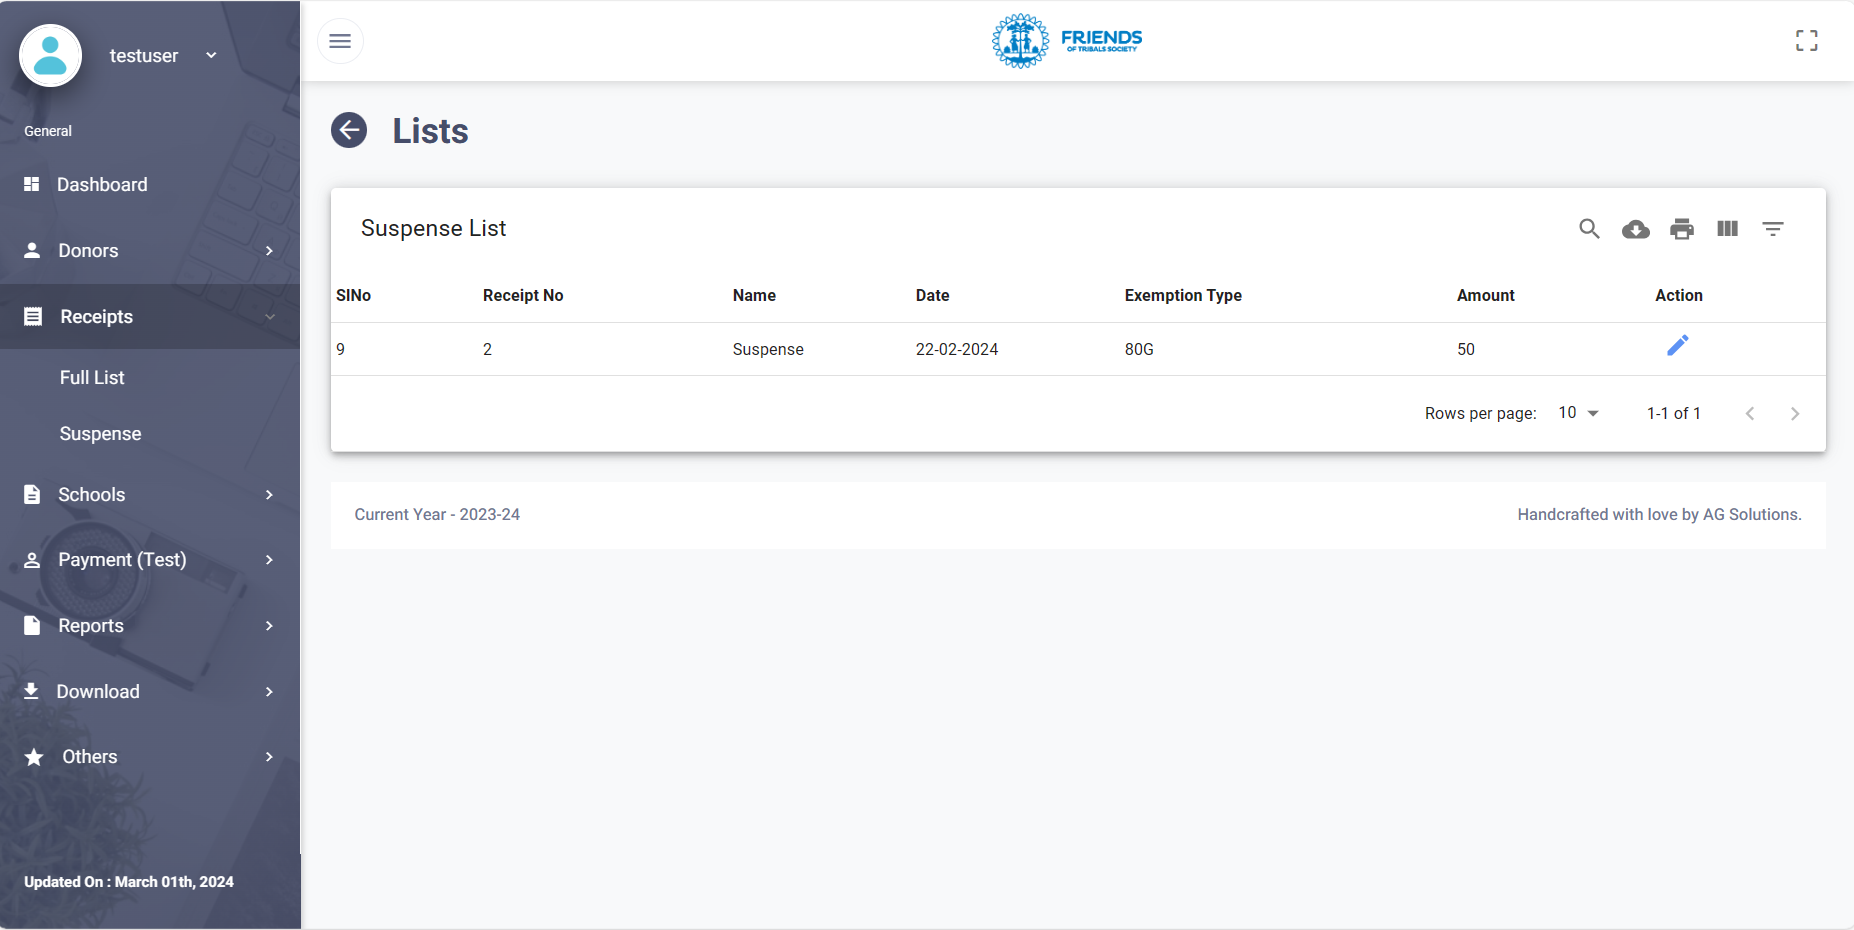 testuser
General
Dashboard
Donors
Receipts
Full List
Suspense
Schools
Payment (Test)
Reports
Download
Others
Updated On : March 01th, 2024
FRIENDS
OF TRIBALS SOCIETY
Lists
Suspense List
SlNo Receipt No Name Date Exemption Type Amount Action
9 2 Suspense 22-02-2024 80G 50
Rows per page: 10 1-1 of 1
Current Year - 2023-24 Handcrafted with love by AG Solutions.